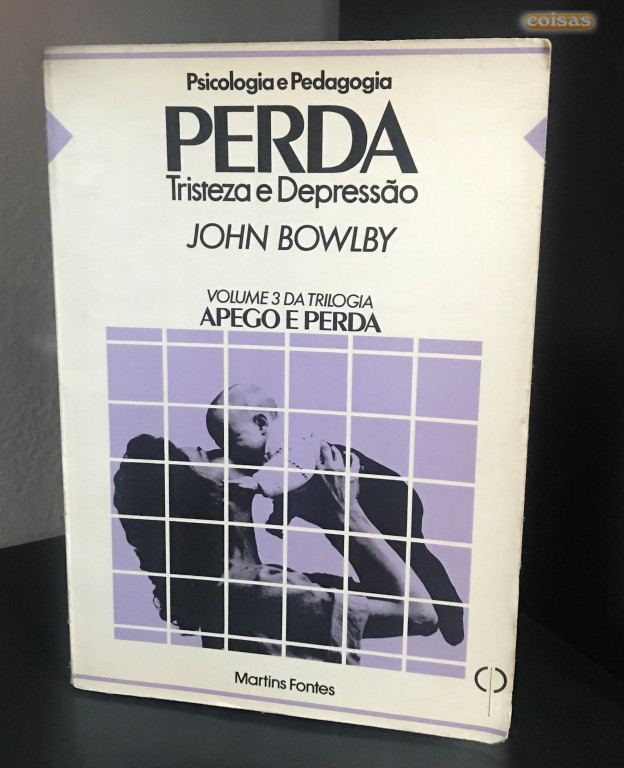 coisas
Psicologia e Pedagogia
PERDA
Tristeza e Depressão
JOHN BOWLBY
VOLUME 3 DA TRILOGIA
APEGO E PERDA
Martins Fontes